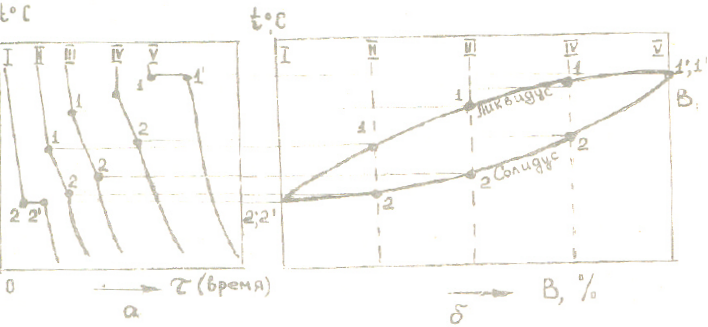 t°C
t°,C
I II III IV V
I II III IV V
1 1'
1
1',1'
1
1
B
Ликвидус
1
1
1
2
2
2
2
Солидус
2
2
2 2'
2',2'
0
τ (время)
B, %
а
б